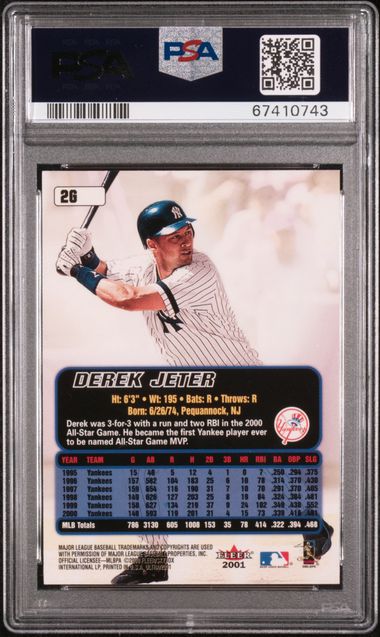 PSA
PSA
67410743
26
DEREK JETER
Ht: 6'3" • Wt: 195 • Bats: R • Throws: R
Born: 6/26/74, Pequannock, NJ
Derek was 3-for-3 with a run and two RBI in the 2000
All-Star Game. He became the first Yankee player ever
to be named All-Star Game MVP.
YEAR TEAM G AB R H 2B 3B HR RBI BA OBP SLG
1995 Yankees 15 48 5 12 4 1 0 7 .250 .294 .375
1996 Yankees 157 582 104 183 25 6 10 78 .314 .370 .430
1997 Yankees 159 654 116 190 31 7 10 70 .291 .370 .405
1998 Yankees 149 626 127 203 25 8 19 84 .324 .384 .481
1999 Yankees 158 627 134 219 37 9 24 102 .349 .438 .552
2000 Yankees 148 593 119 201 31 4 15 73 .339 .416 .481
MLB Totals 786 3130 605 1008 153 35 78 414 .322 .394 .468
MAJOR LEAGUE BASEBALL TRADEMARKS AND COPYRIGHTS ARE USED
WITH PERMISSION OF MAJOR LEAGUE BASEBALL PROPERTIES, INC.
OFFICIAL LICENSEE—MLBPA
INTERNATIONAL LP, PRINTED IN U.S.A.
FLEER
2001